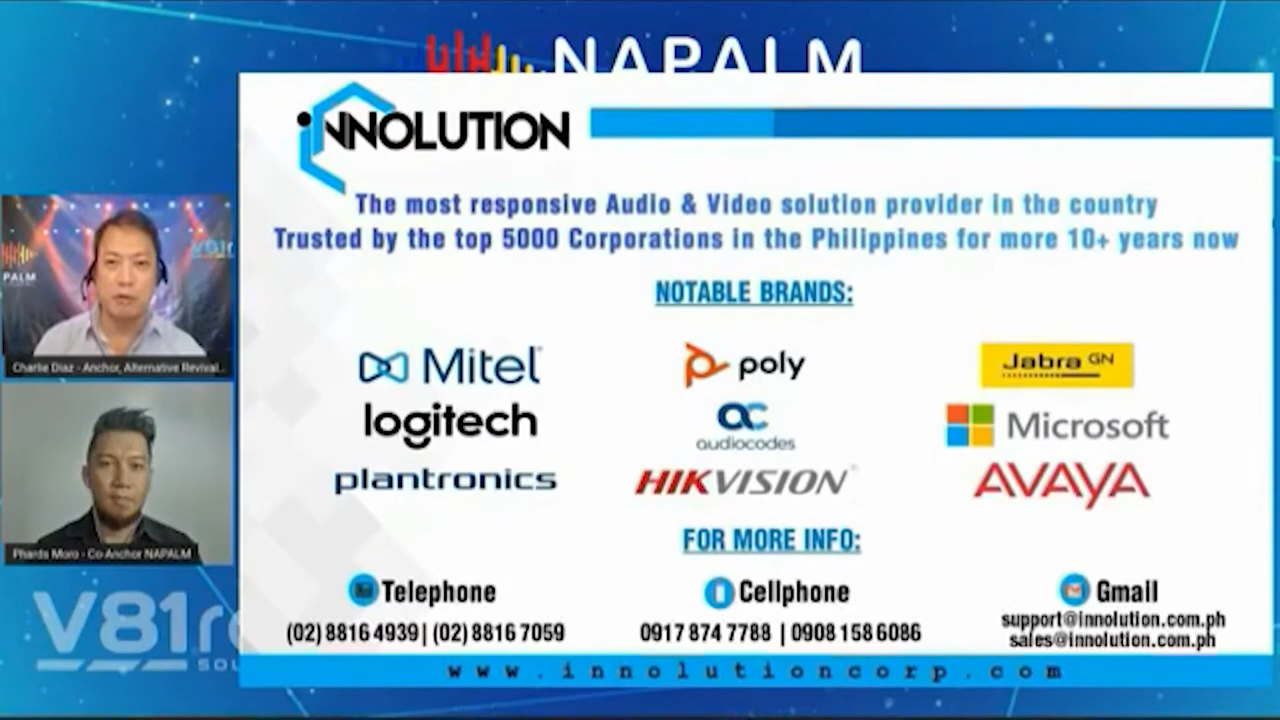 NAPALM
iNNOLUTION
The most responsive Audio & Video solution provider in the country
Trusted by the top 5000 Corporations in the Philippines for more 10+ years now
NOTABLE BRANDS:
Mitel
poly
Jabra GN
logitech
audiocodes
Microsoft
plantronics
HIKVISION
AVAYA
FOR MORE INFO:
Telephone
Cellphone
Gmail
(02) 8816 4939 | (02) 8816 7059
0917 874 7788 | 0908 158 6086
support@innolution.com.ph
sales@innolution.com.ph
www.innolutioncorp.com
PALM
V81r
Charlie Diaz - Anchor, Alternative Revival...
Phards Moro - Co-Anchor NAPALM
V81r
SOL